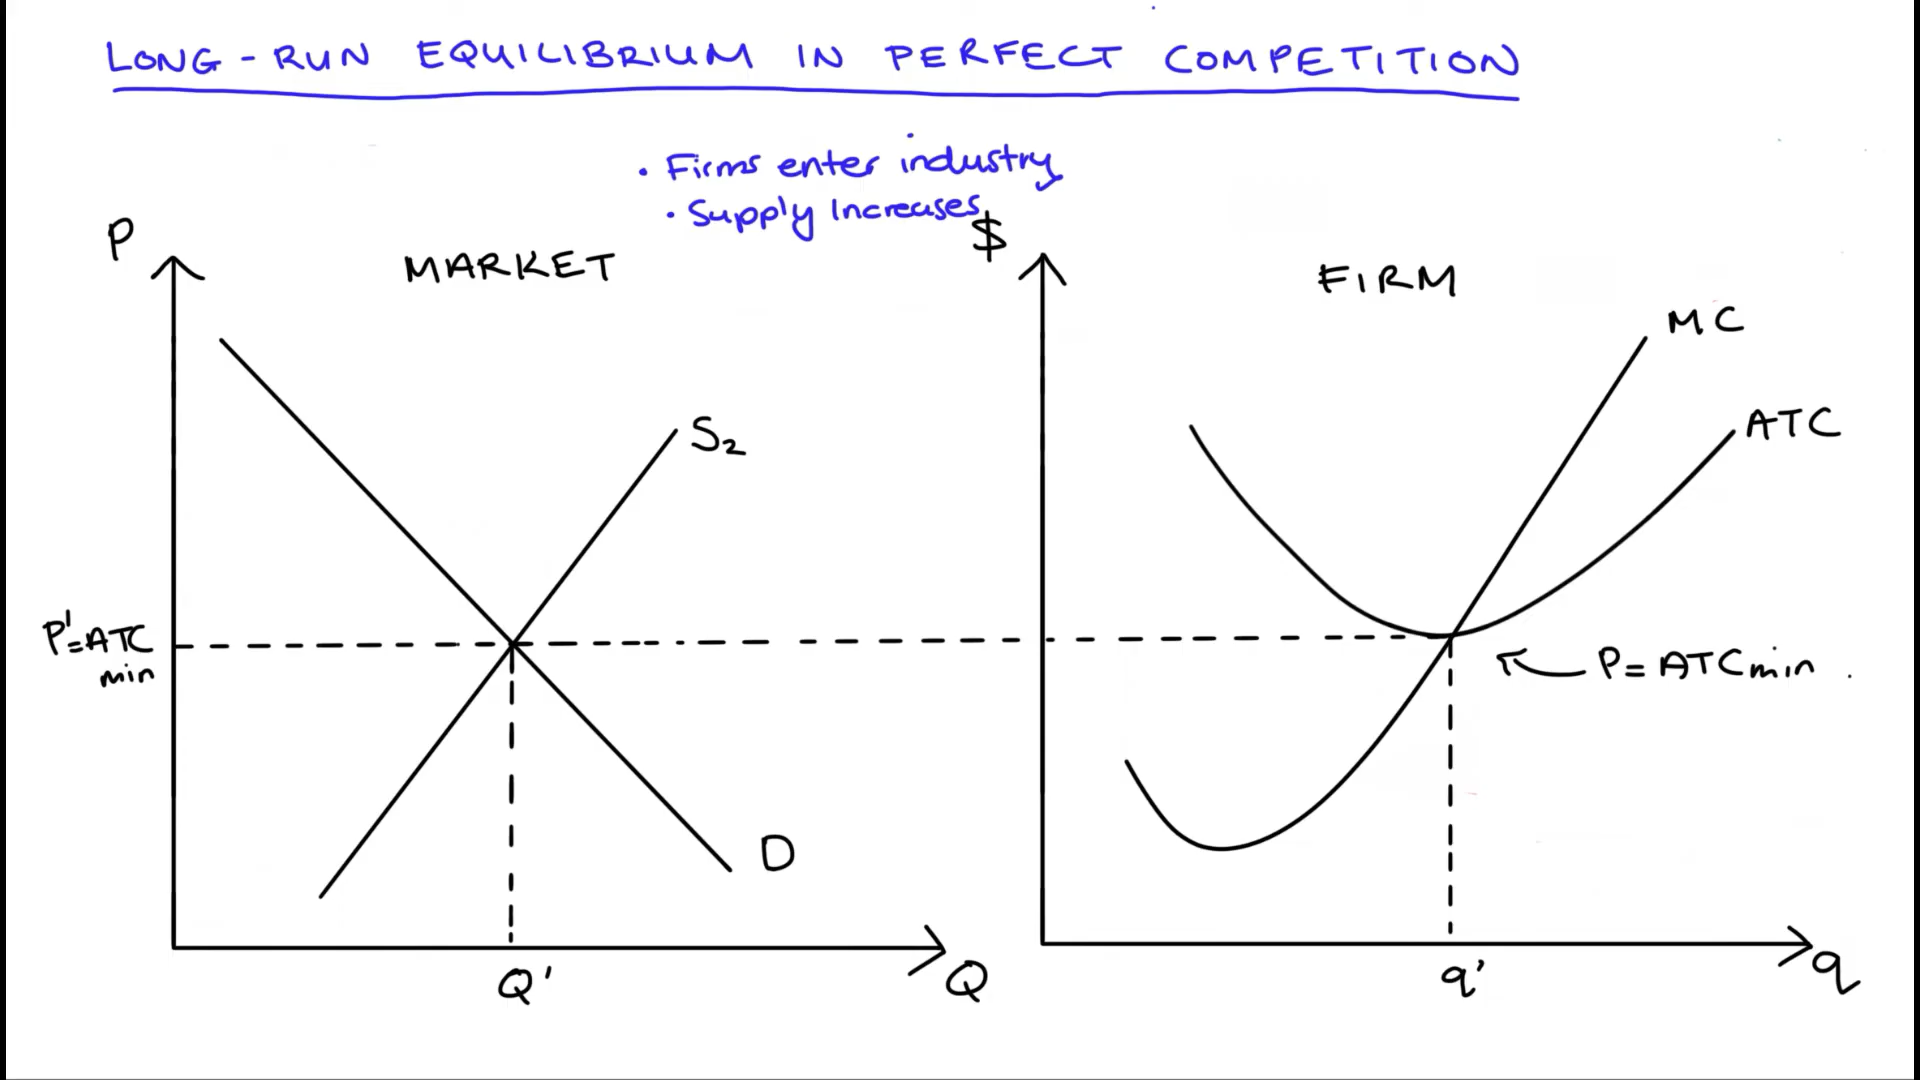 LONG-RUN EQUILIBRIUM IN PERFECT COMPETITION
• Firms enter industry
• Supply Increases
P
MARKET
$
FIRM
MC
ATC
S2
P'=ATC
min
P=ATCmin
D
Q'
Q
q'
q